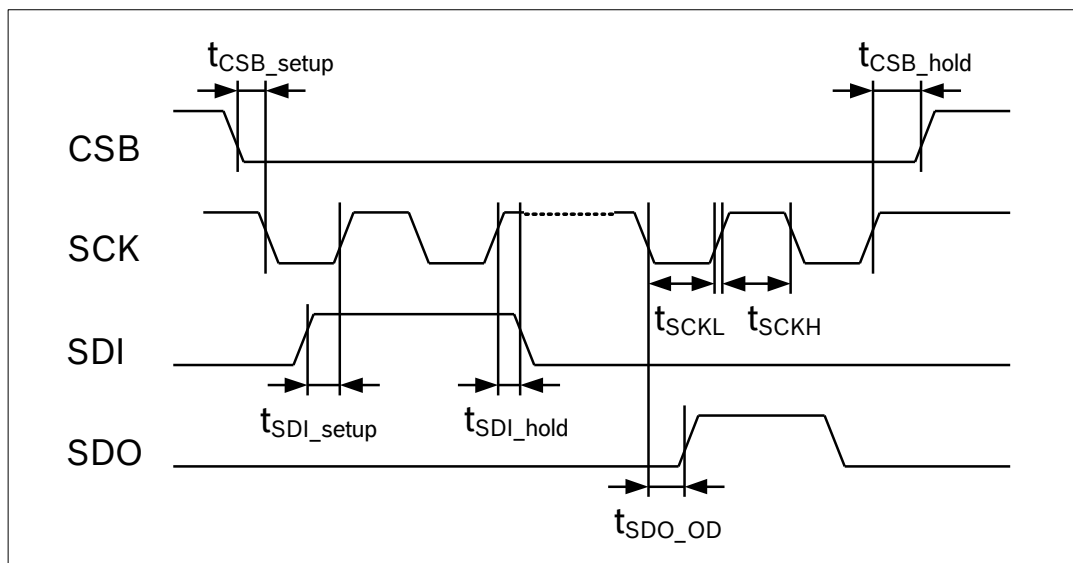 tCSB_setup
tCSB_hold
CSB
SCK
tSCKL
tSCKH
SDI
tSDI_setup
tSDI_hold
SDO
tSDO_OD